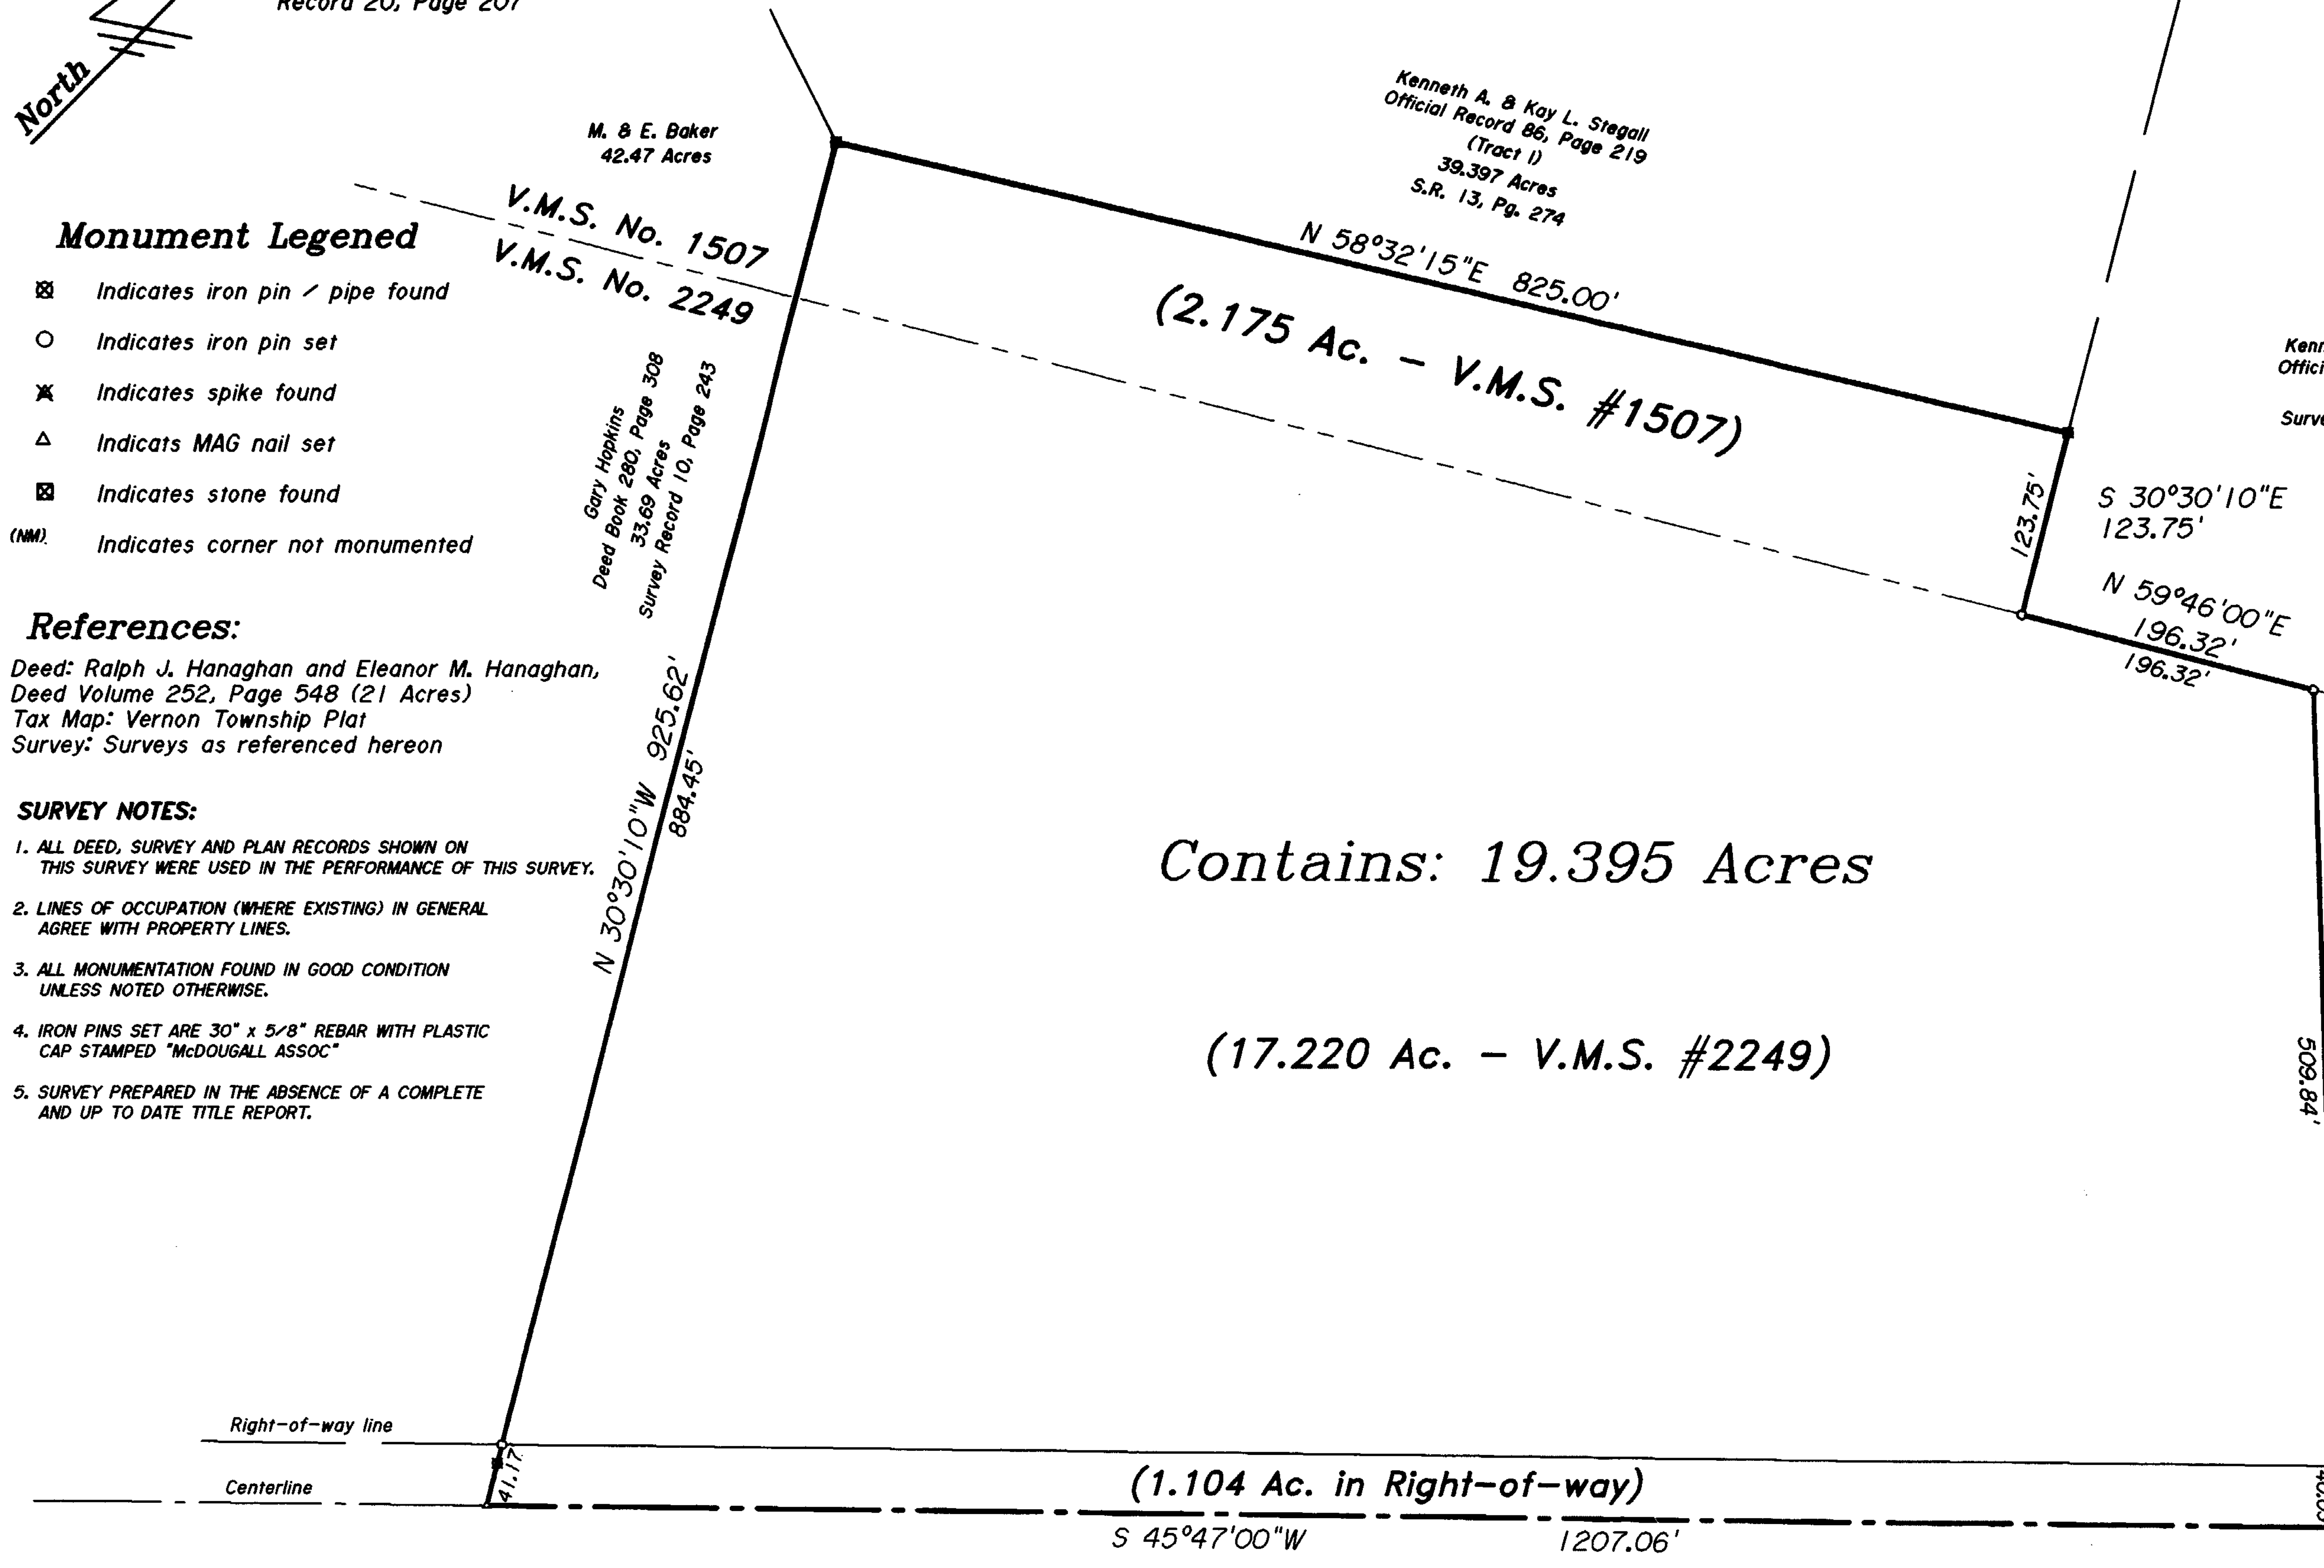 Record 20, Page 207
North
M. & E. Baker
42.47 Acres
Kenneth A. & Kay L. Stegall
Official Record 86, Page 219
(Tract 1)
39.397 Acres
S.R. 13, Pg. 274
V.M.S. No. 1507
V.M.S. No. 2249
N 58°32'15"E 825.00'
(2.175 Ac. - V.M.S. #1507)
Monument Legened
Indicates iron pin / pipe found
Indicates iron pin set
Indicates spike found
Indicats MAG nail set
Indicates stone found
(NM) Indicates corner not monumented
Gary Hopkins
Deed Book 280, Page 308
33.69 Acres
Survey Record 10, Page 243
123.75'
S 30°30'10"E
123.75'
N 59°46'00"E
196.32'
196.32'
References:
Deed: Ralph J. Hanaghan and Eleanor M. Hanaghan,
Deed Volume 252, Page 548 (21 Acres)
Tax Map: Vernon Township Plat
Survey: Surveys as referenced hereon
N 30°30'10"W 925.62'
884.45'
SURVEY NOTES:
1. ALL DEED, SURVEY AND PLAN RECORDS SHOWN ON
THIS SURVEY WERE USED IN THE PERFORMANCE OF THIS SURVEY.
2. LINES OF OCCUPATION (WHERE EXISTING) IN GENERAL
AGREE WITH PROPERTY LINES.
3. ALL MONUMENTATION FOUND IN GOOD CONDITION
UNLESS NOTED OTHERWISE.
4. IRON PINS SET ARE 30" x 5/8" REBAR WITH PLASTIC
CAP STAMPED "McDOUGALL ASSOC"
5. SURVEY PREPARED IN THE ABSENCE OF A COMPLETE
AND UP TO DATE TITLE REPORT.
Contains: 19.395 Acres
(17.220 Ac. - V.M.S. #2249)
509.84'
Right-of-way line
Centerline
41.17'
(1.104 Ac. in Right-of-way)
S 45°47'00"W 1207.06'